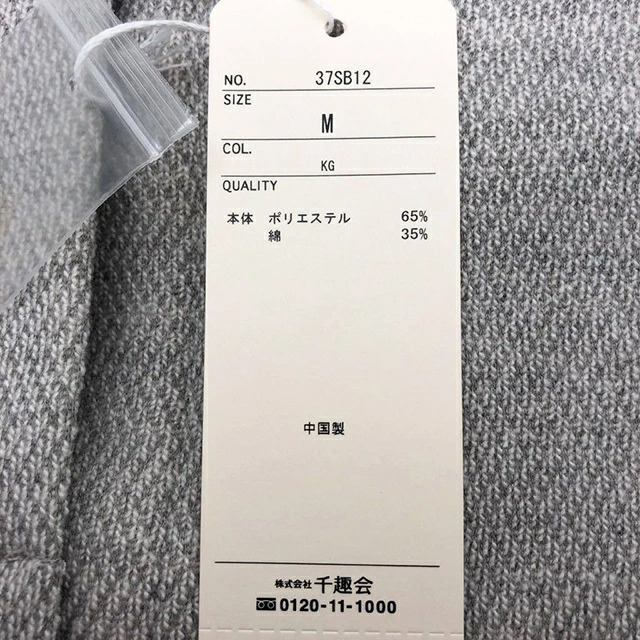 NO. 37SB12
SIZE
M
COL.
KG
QUALITY
本体 ポリエステル 65%
綿 35%
中国製
株式会社 千趣会
0120-11-1000